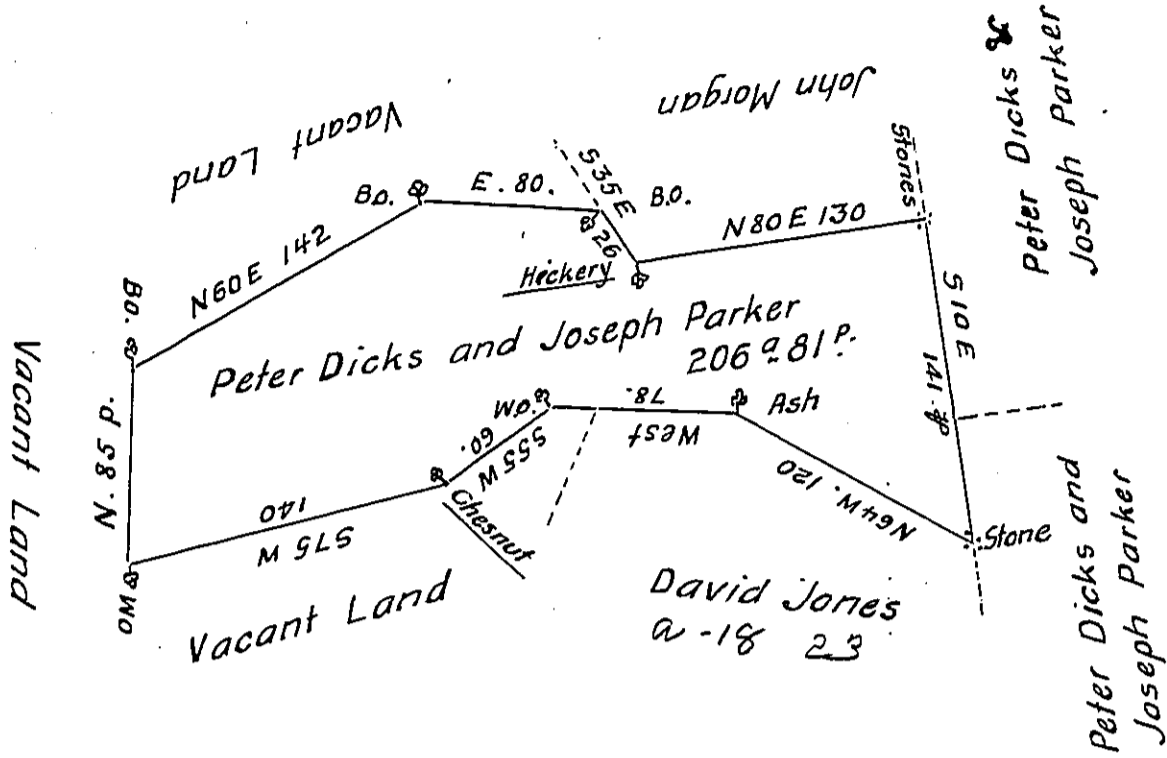 Vacant Land
John Morgan
Peter Dicks &
Joseph Parker
Stones
Bo.
E. 80.
S35E
26
B.O.
N80E 130
N60E 142
Hickery
Bo.
S10E
141
Peter Dicks and Joseph Parker
206 a 81 P.
Vacant Land
N. 85 P.
W.O.
78.
West
Ash
60.
S55W
N64W. 120
Chesnut
140
S75W
Stone
WO
Vacant Land
David Jones
a-18 23
Peter Dicks and
Joseph Parker